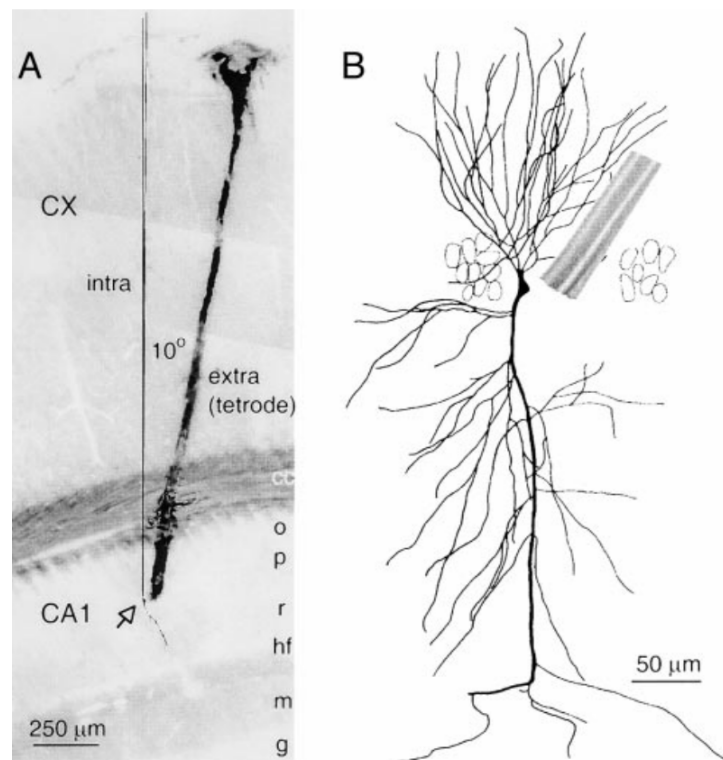 A
B
CX
intra
10°
extra
(tetrode)
cc
o
p
CA1
r
hf
m
g
250 μm
50 μm